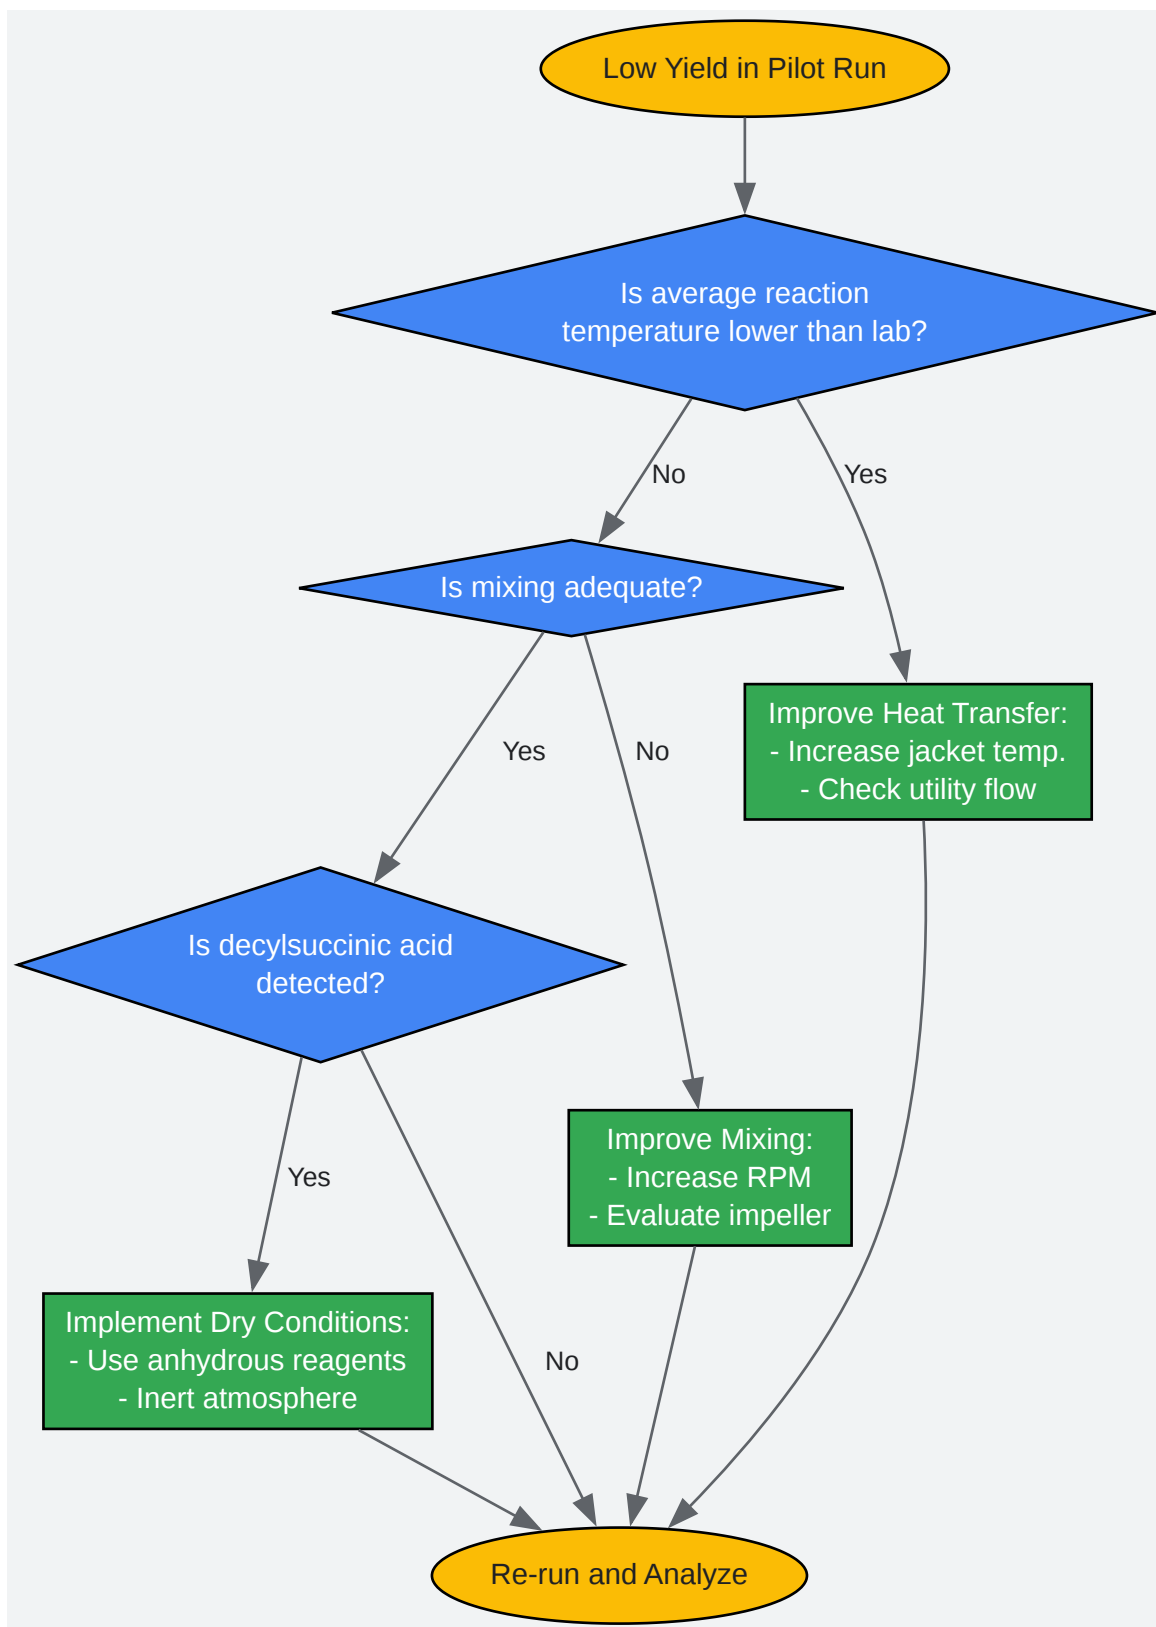 Low Yield in Pilot Run
Is average reaction
temperature lower than lab?
No
Yes
Is mixing adequate?
Improve Heat Transfer:
- Increase jacket temp.
- Check utility flow
Yes
No
Is decylsuccinic acid
detected?
Improve Mixing:
- Increase RPM
- Evaluate impeller
Yes
No
Implement Dry Conditions:
- Use anhydrous reagents
- Inert atmosphere
Re-run and Analyze